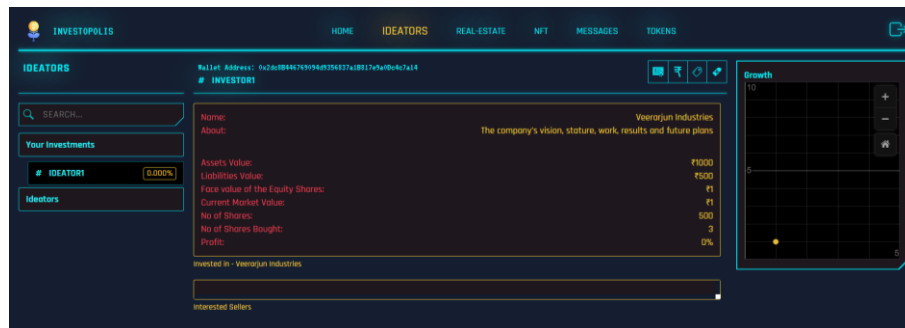 INVESTOPOLIS
HOME IDEATORS REAL-ESTATE NFT MESSAGES TOKENS
IDEATORS
# INVESTOR1
SEARCH...
Your Investments
# IDEATOR1 0.000%
Ideators
Name: Veerarjun Industries
About: The company's vision, stature, work, results and future plans
Assets Value: ₹1000
Liabilities Value: ₹500
Face value of the Equity Shares: ₹1
Current Market Value: ₹1
No of Shares: 500
No of Shares Bought: 3
Profit: 0%
Invested in - Veerarjun Industries
Interested Sellers
Growth
10
5
5